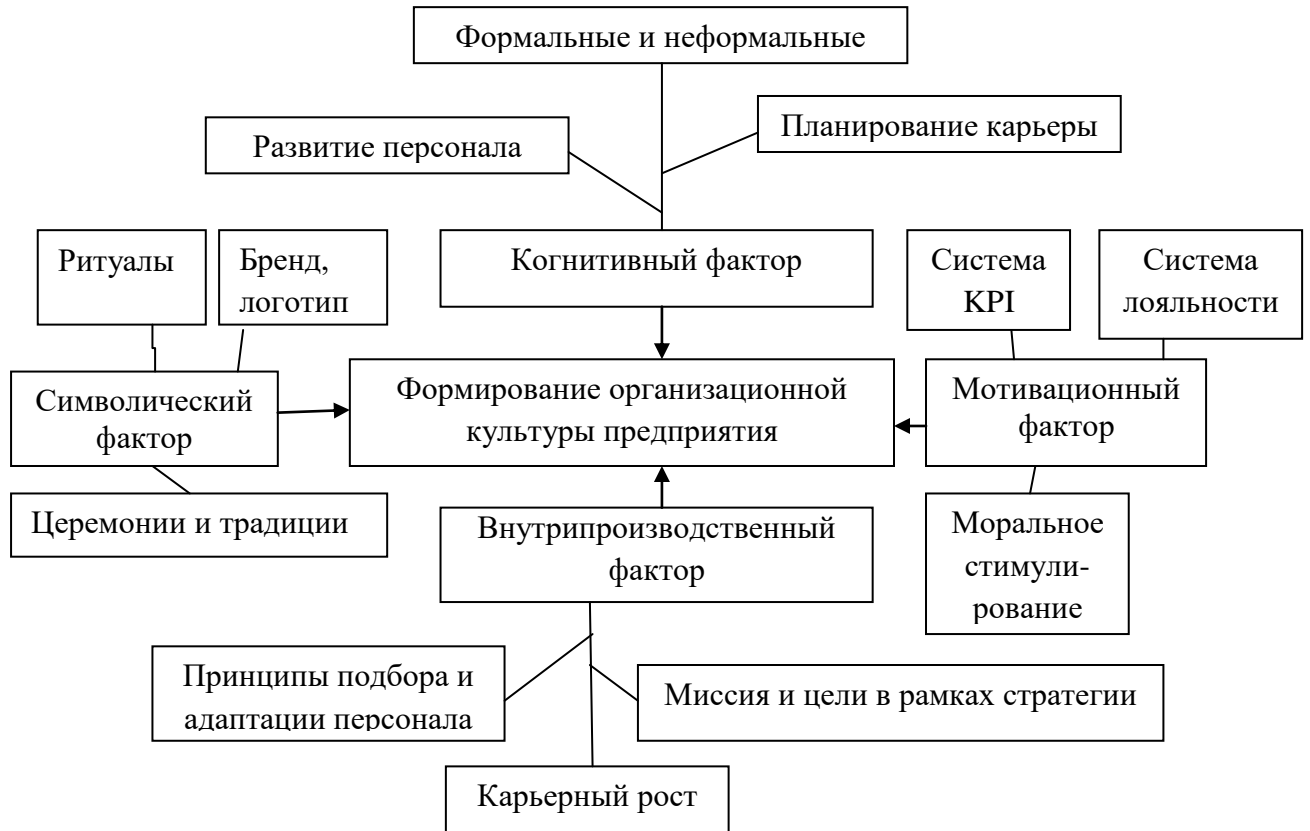 Формальные и неформальные
Планирование карьеры
Развитие персонала
Ритуалы
Бренд,
логотип
Когнитивный фактор
Система
KPI
Система
лояльности
Символический
фактор
Формирование организационной
культуры предприятия
Мотивационный
фактор
Церемонии и традиции
Внутрипроизводственный
фактор
Моральное
стимули-
рование
Принципы подбора и
адаптации персонала
Миссия и цели в рамках стратегии
Карьерный рост